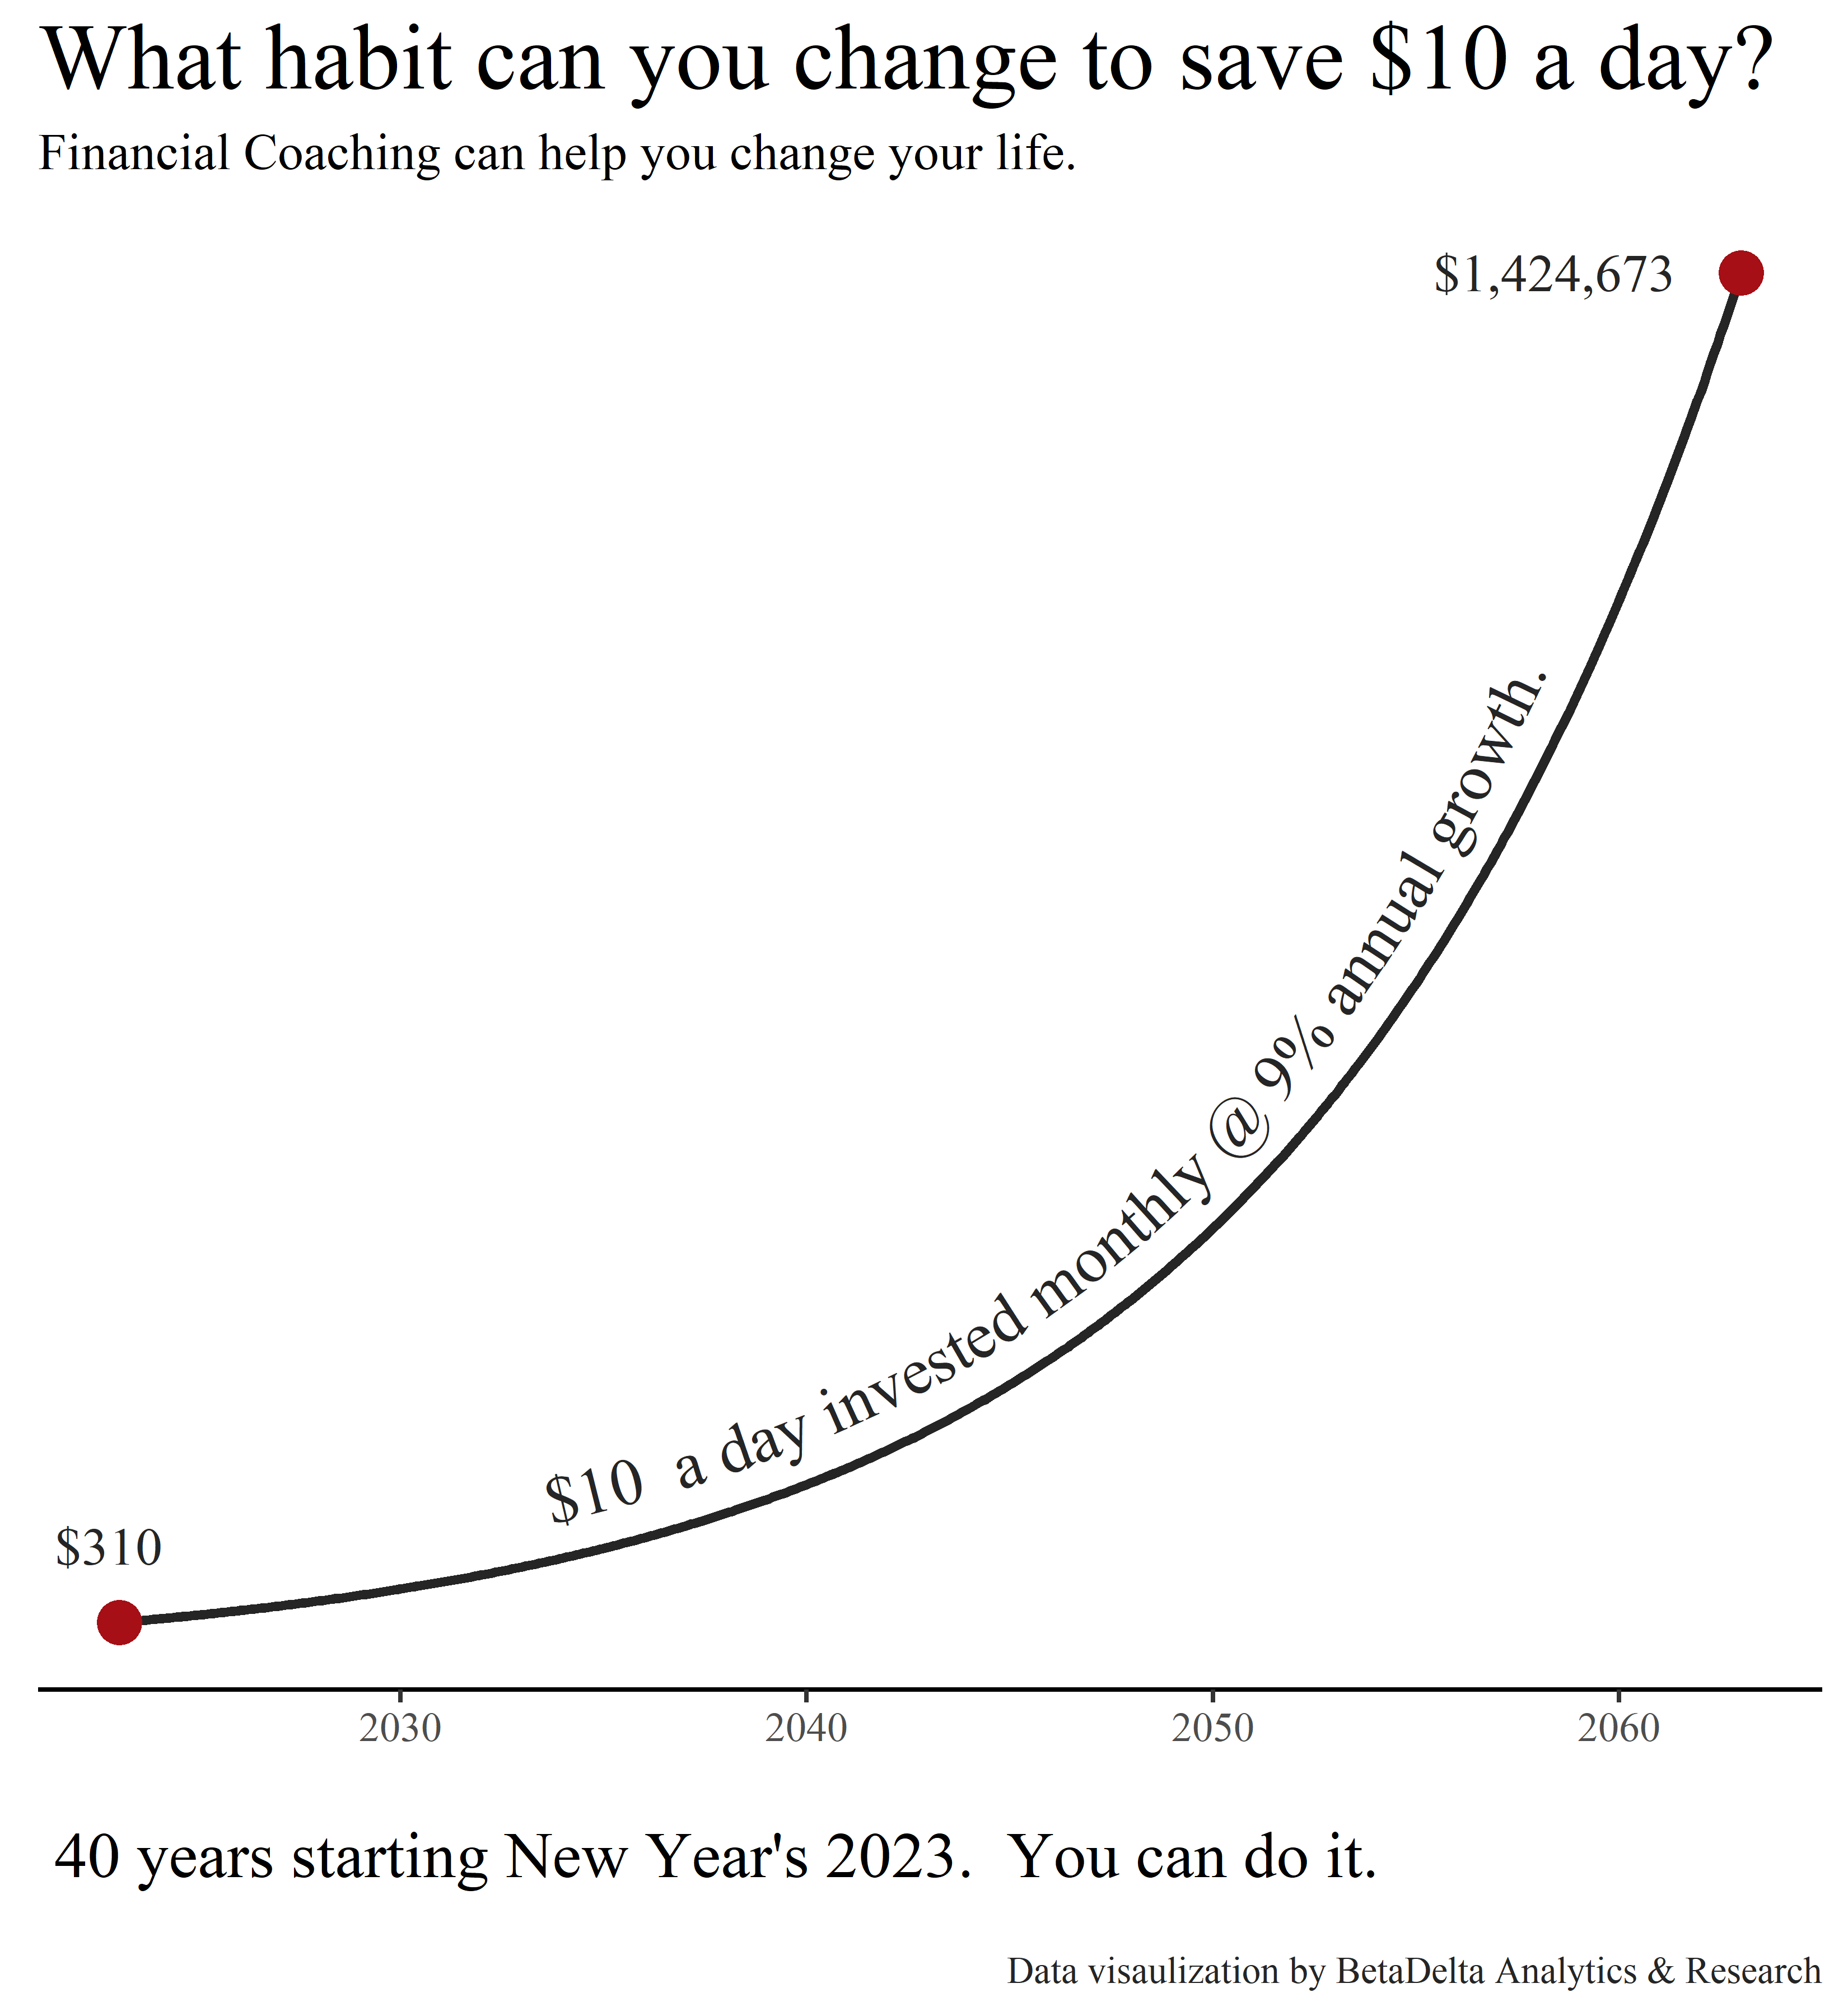 What habit can you change to save $10 a day?
Financial Coaching can help you change your life.
$1,424,673
$10  a day invested monthly @ 9% annual growth.
$310
2030
2040
2050
2060
40 years starting New Year's 2023.  You can do it.
Data visaulization by BetaDelta Analytics & Research